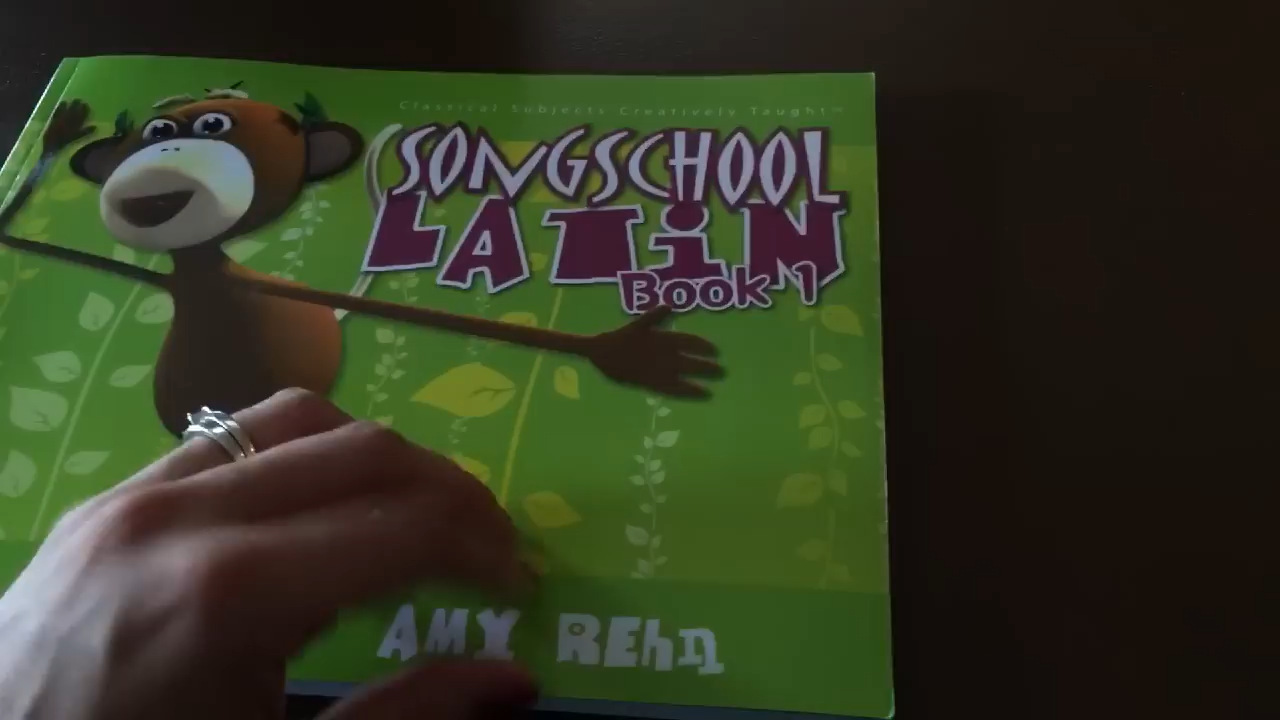 Classical Subjects Creatively Taught™
SONGSCHOOL
LATIN
Book 1
AMY REHN